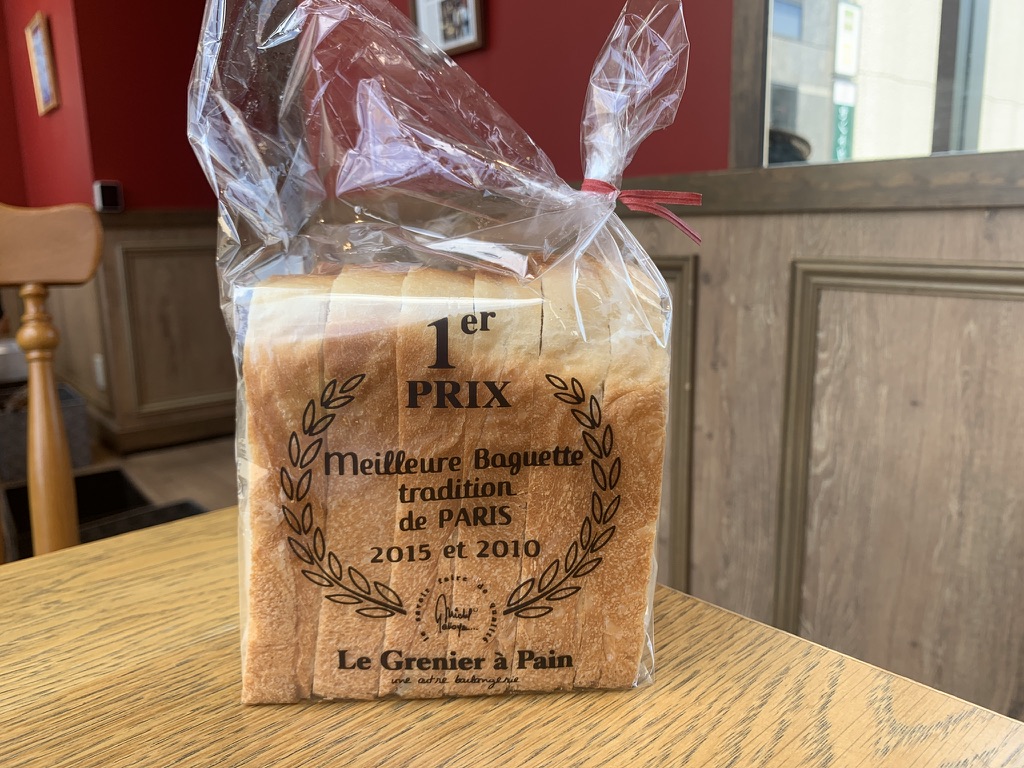 1er
PRIX
Meilleure Baguette
tradition
de PARIS
2015 et 2010
Le Grenier à Pain
une autre boulangerie